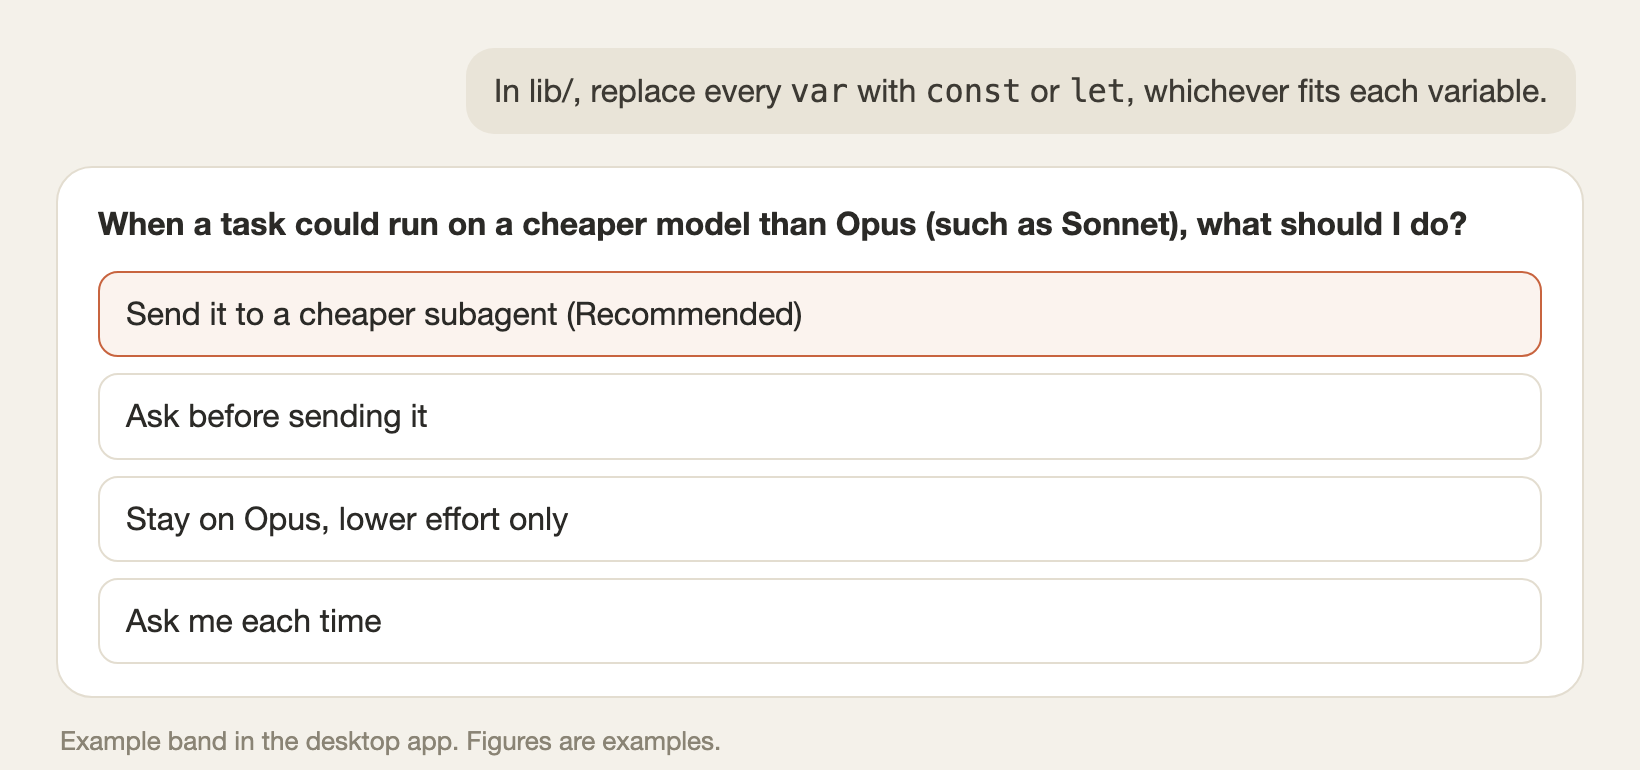 In lib/, replace every var with const or let, whichever fits each variable.
When a task could run on a cheaper model than Opus (such as Sonnet), what should I do?
Send it to a cheaper subagent (Recommended)
Ask before sending it
Stay on Opus, lower effort only
Ask me each time
Example band in the desktop app. Figures are examples.